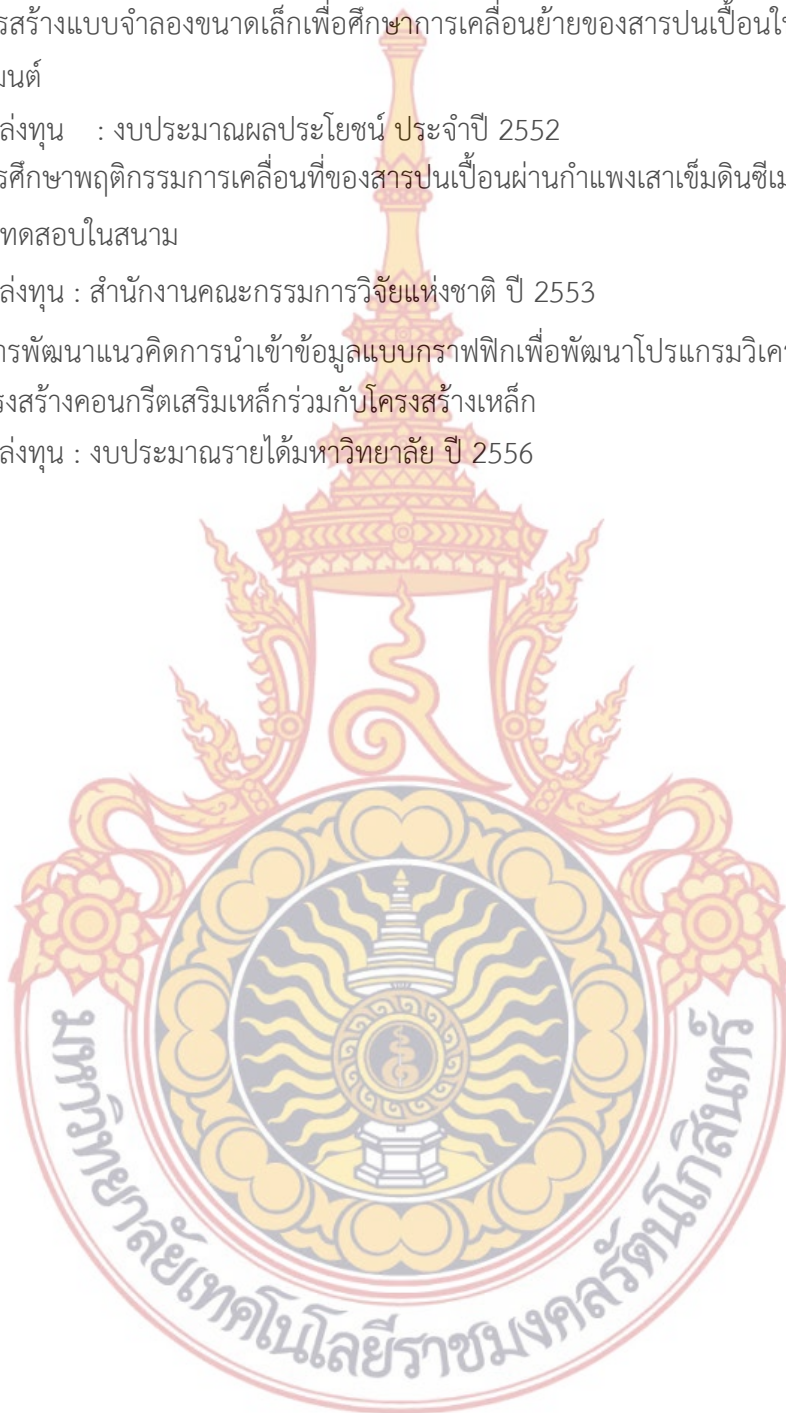 รสร้างแบบจำลองขนาดเล็กเพื่อศึกษาการเคลื่อนย้ายของสารปนเปื้อนใ
มนต์
ล่งทุน : งบประมาณผลประโยชน์ ประจำปี 2552
รศึกษาพฤติกรรมการเคลื่อนที่ของสารปนเปื้อนผ่านกำแพงเสาเข็มดินซีเม
ทดสอบในสนาม
ล่งทุน : สำนักงานคณะกรรมการวิจัยแห่งชาติ ปี 2553
ารพัฒนาแนวคิดการนำเข้าข้อมูลแบบกราฟฟิกเพื่อพัฒนาโปรแกรมวิเคร
รงสร้างคอนกรีตเสริมเหล็กร่วมกับโครงสร้างเหล็ก
ล่งทุน : งบประมาณรายได้มหาวิทยาลัย ปี 2556
มหาวิทยาลัยเทคโนโลยีราชมงคลรัตนโกสินทร์